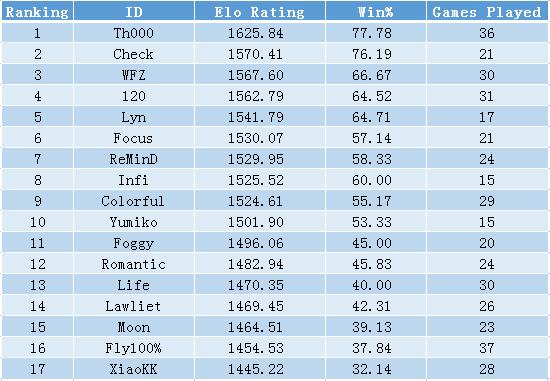 Ranking ID Elo Rating Win% Games Played
1 Th000 1625.84 77.78 36
2 Check 1570.41 76.19 21
3 WFZ 1567.60 66.67 30
4 120 1562.79 64.52 31
5 Lyn 1541.79 64.71 17
6 Focus 1530.07 57.14 21
7 ReMinD 1529.95 58.33 24
8 Infi 1525.52 60.00 15
9 Colorful 1524.61 55.17 29
10 Yumiko 1501.90 53.33 15
11 Foggy 1496.06 45.00 20
12 Romantic 1482.94 45.83 24
13 Life 1470.35 40.00 30
14 Lawliet 1469.45 42.31 26
15 Moon 1464.51 39.13 23
16 Fly100% 1454.53 37.84 37
17 XiaoKK 1445.22 32.14 28